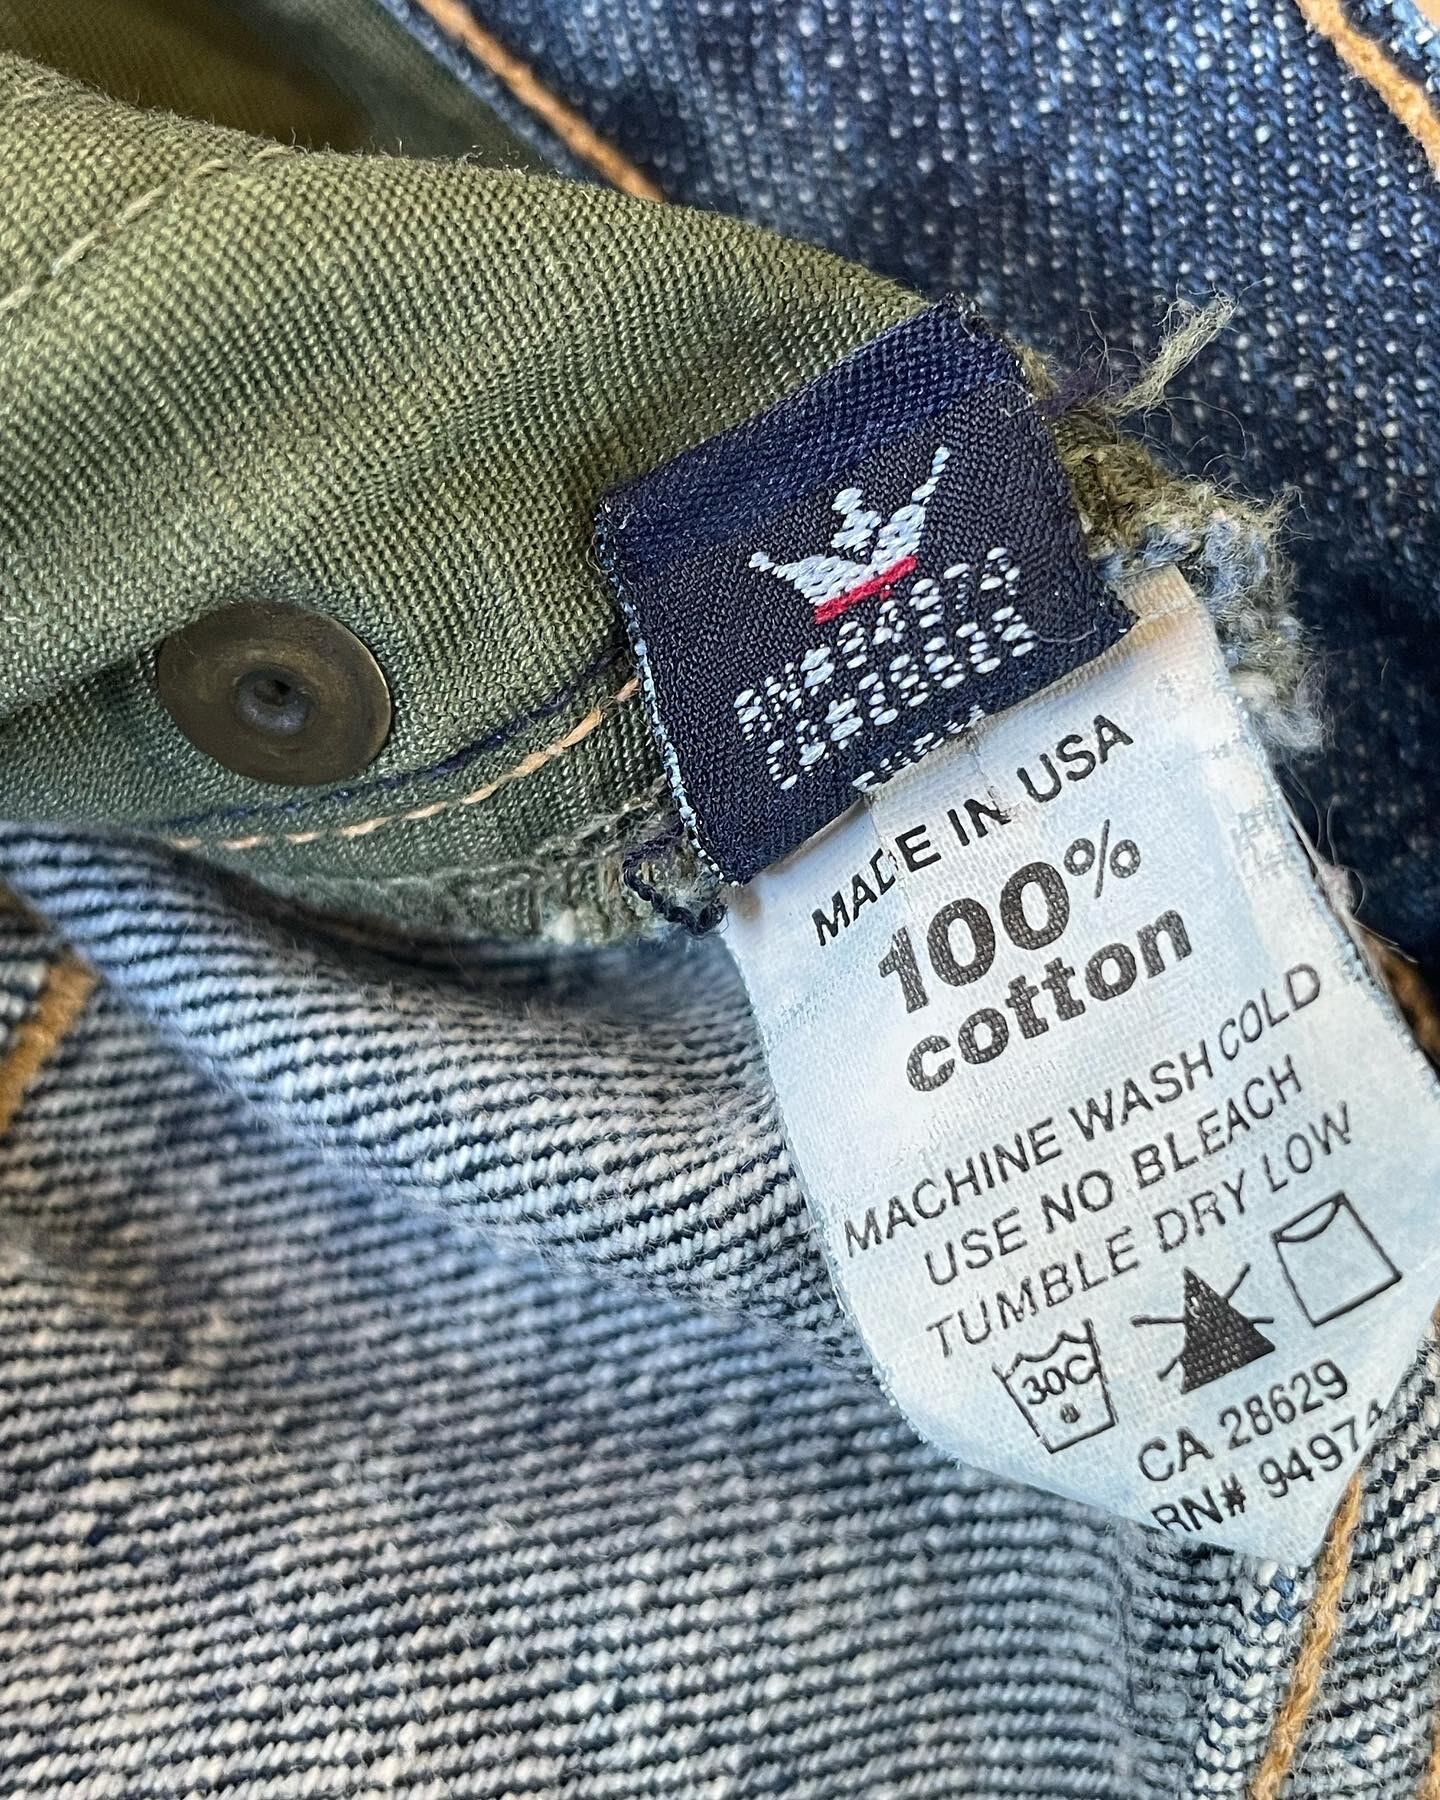 MADE IN USA
100%
cotton
MACHINE WASH COLD
USE NO BLEACH
TUMBLE DRY LOW
30C
CA 28629
RN# 94974